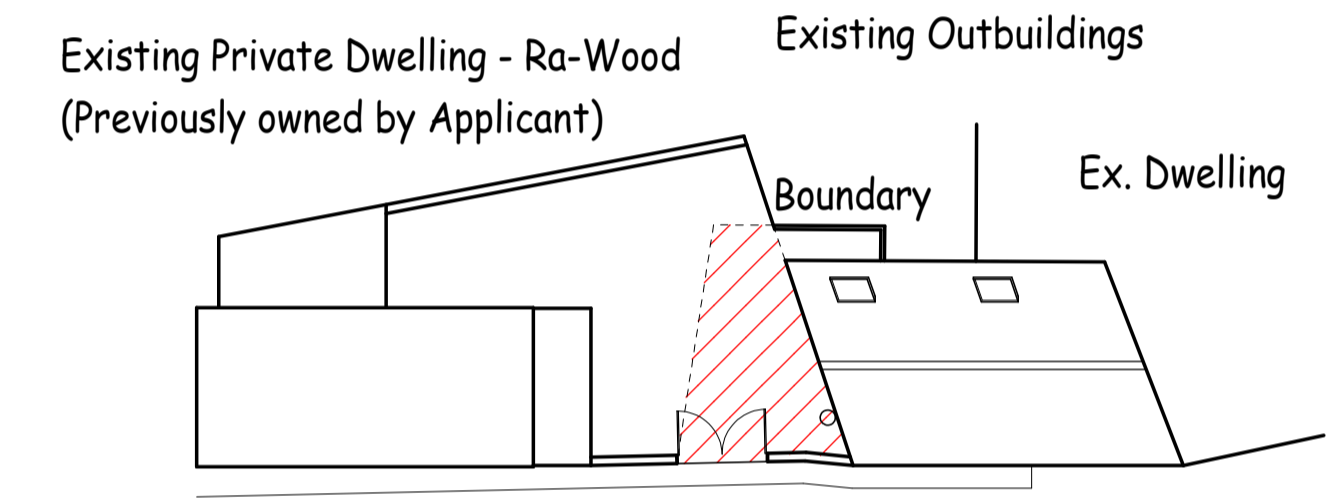 Existing Private Dwelling - Ra-Wood
(Previously owned by Applicant)
Existing Outbuildings
Boundary
Ex. Dwelling